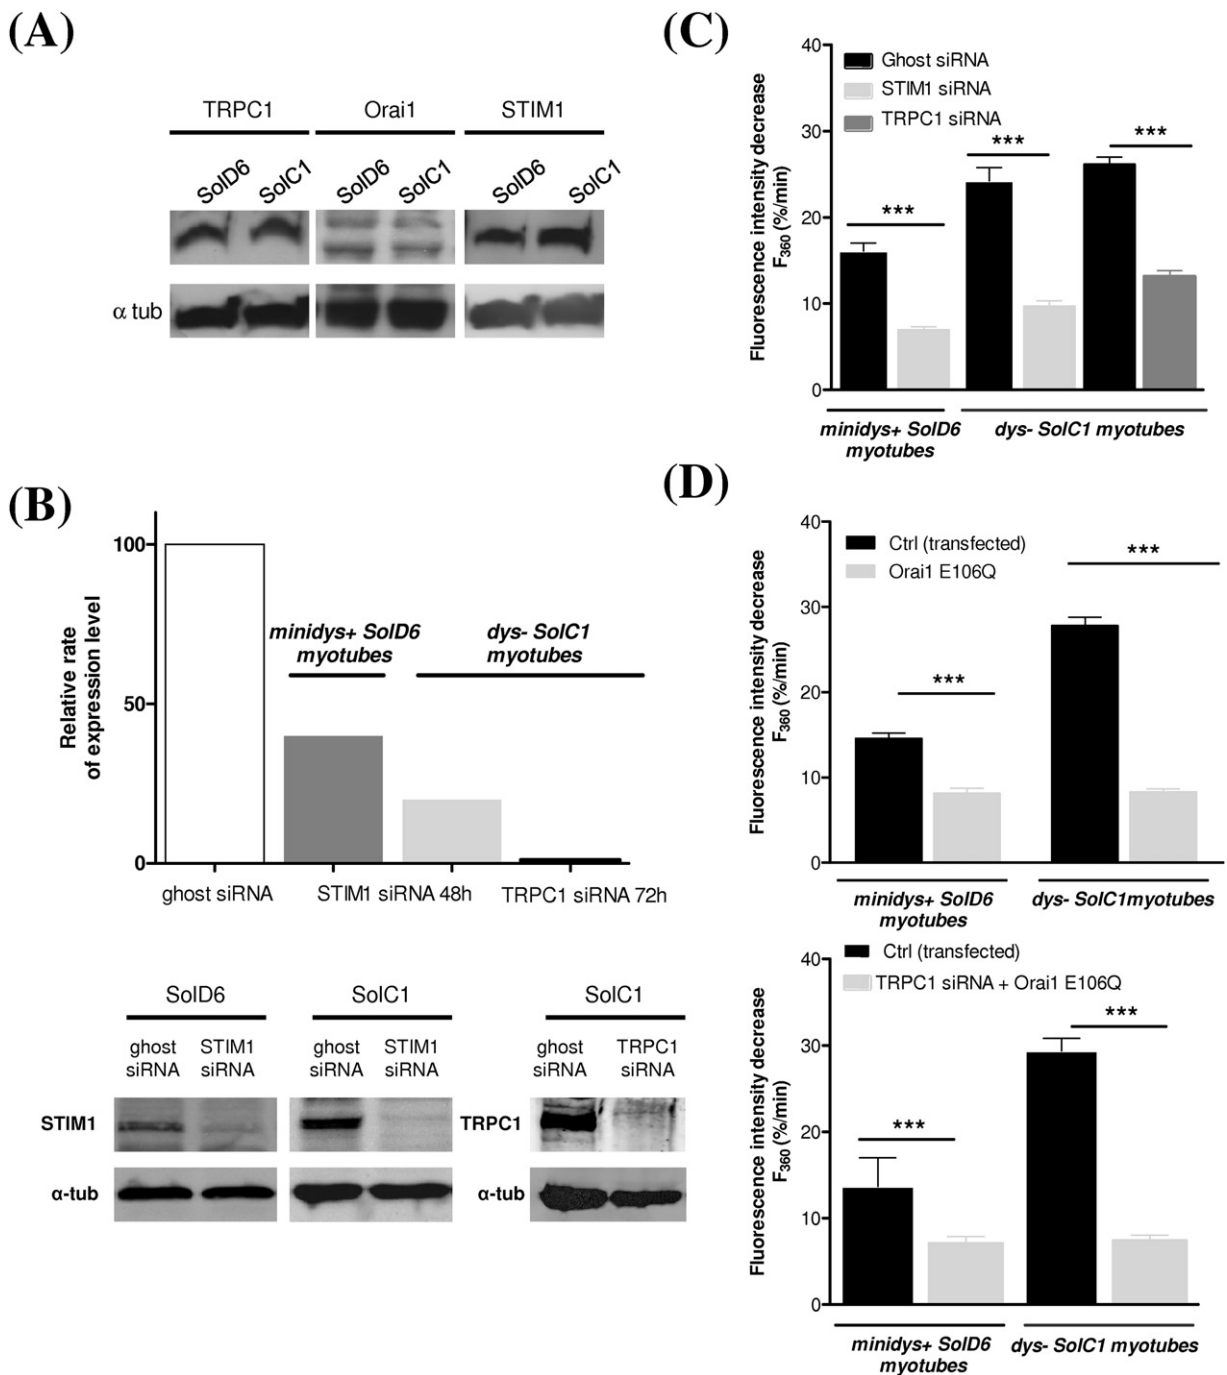 (A)
TRPC1
Orai1
STIM1
SolD6
SolC1
SolD6
SolC1
SolD6
SolC1
α tub
(B)
100
50
0
Relative rate
of expression level
minidys+ SolD6
myotubes
dys- SolC1
myotubes
ghost siRNA
STIM1 siRNA 48h
TRPC1 siRNA 72h
SolD6
SolC1
SolC1
ghost
siRNA
STIM1
siRNA
ghost
siRNA
STIM1
siRNA
ghost
siRNA
TRPC1
siRNA
STIM1
TRPC1
α-tub
α-tub
(C)
40
30
20
10
0
Fluorescence intensity decrease
F360 (%/min)
Ghost siRNA
STIM1 siRNA
TRPC1 siRNA
***
***
***
minidys+ SolD6
myotubes
dys- SolC1 myotubes
(D)
40
30
20
10
0
Fluorescence intensity decrease
F360 (%/min)
Ctrl (transfected)
Orai1 E106Q
***
***
minidys+ SolD6
myotubes
dys- SolC1myotubes
40
30
20
10
0
Fluorescence intensity decrease
F360 (%/min)
Ctrl (transfected)
TRPC1 siRNA + Orai1 E106Q
***
***
minidys+ SolD6
myotubes
dys- SolC1 myotubes